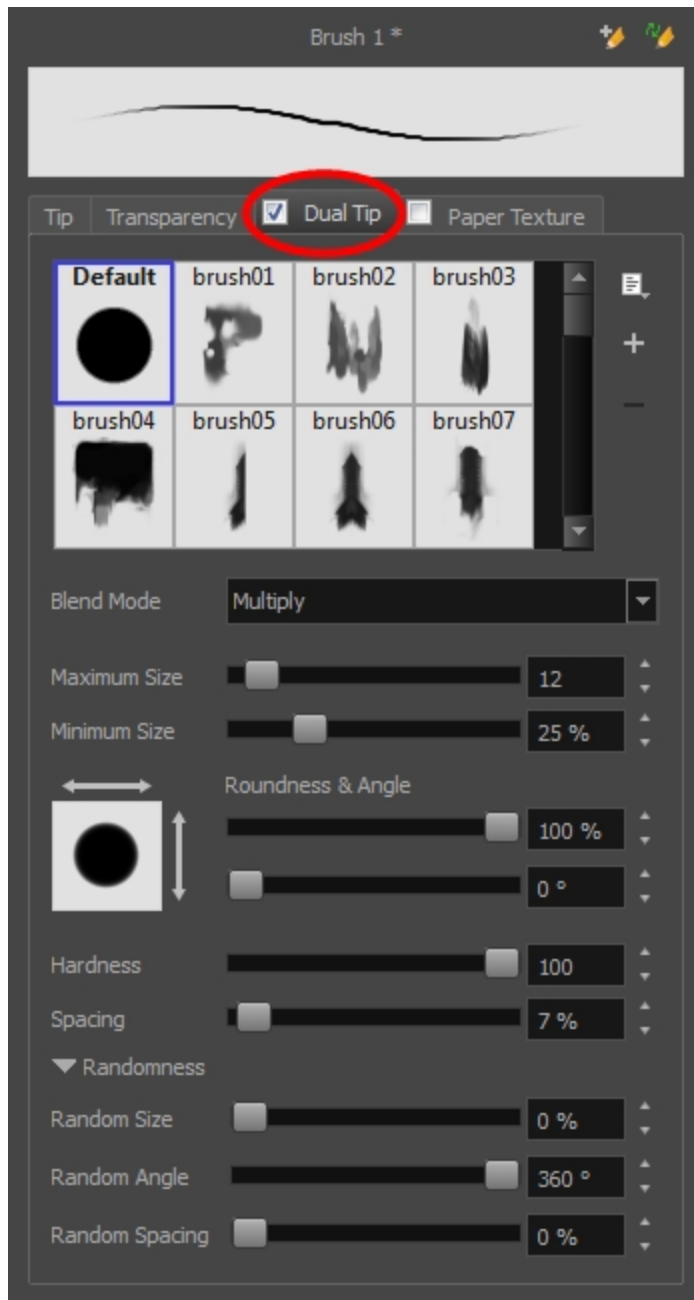 Brush 1 *
Tip Transparency Dual Tip Paper Texture
Default brush01 brush02 brush03
brush04 brush05 brush06 brush07
Blend Mode Multiply
Maximum Size 12
Minimum Size 25 %
Roundness & Angle
100 %
0 °
Hardness 100
Spacing 7 %
Randomness
Random Size 0 %
Random Angle 360 °
Random Spacing 0 %